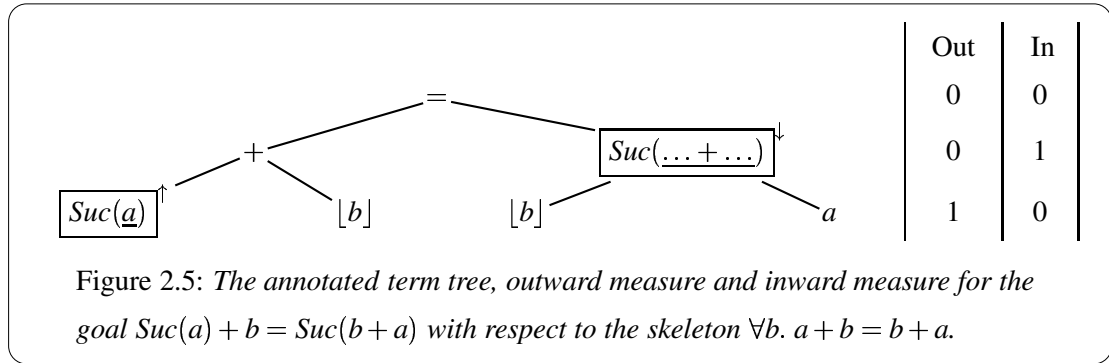 Out In
= 0 0
+ Suc(... + ...)↓ 0 1
Suc(a)↑ ⌊b⌋ ⌊b⌋ a 1 0
Figure 2.5: The annotated term tree, outward measure and inward measure for the
goal Suc(a) + b = Suc(b + a) with respect to the skeleton ∀b. a + b = b + a.